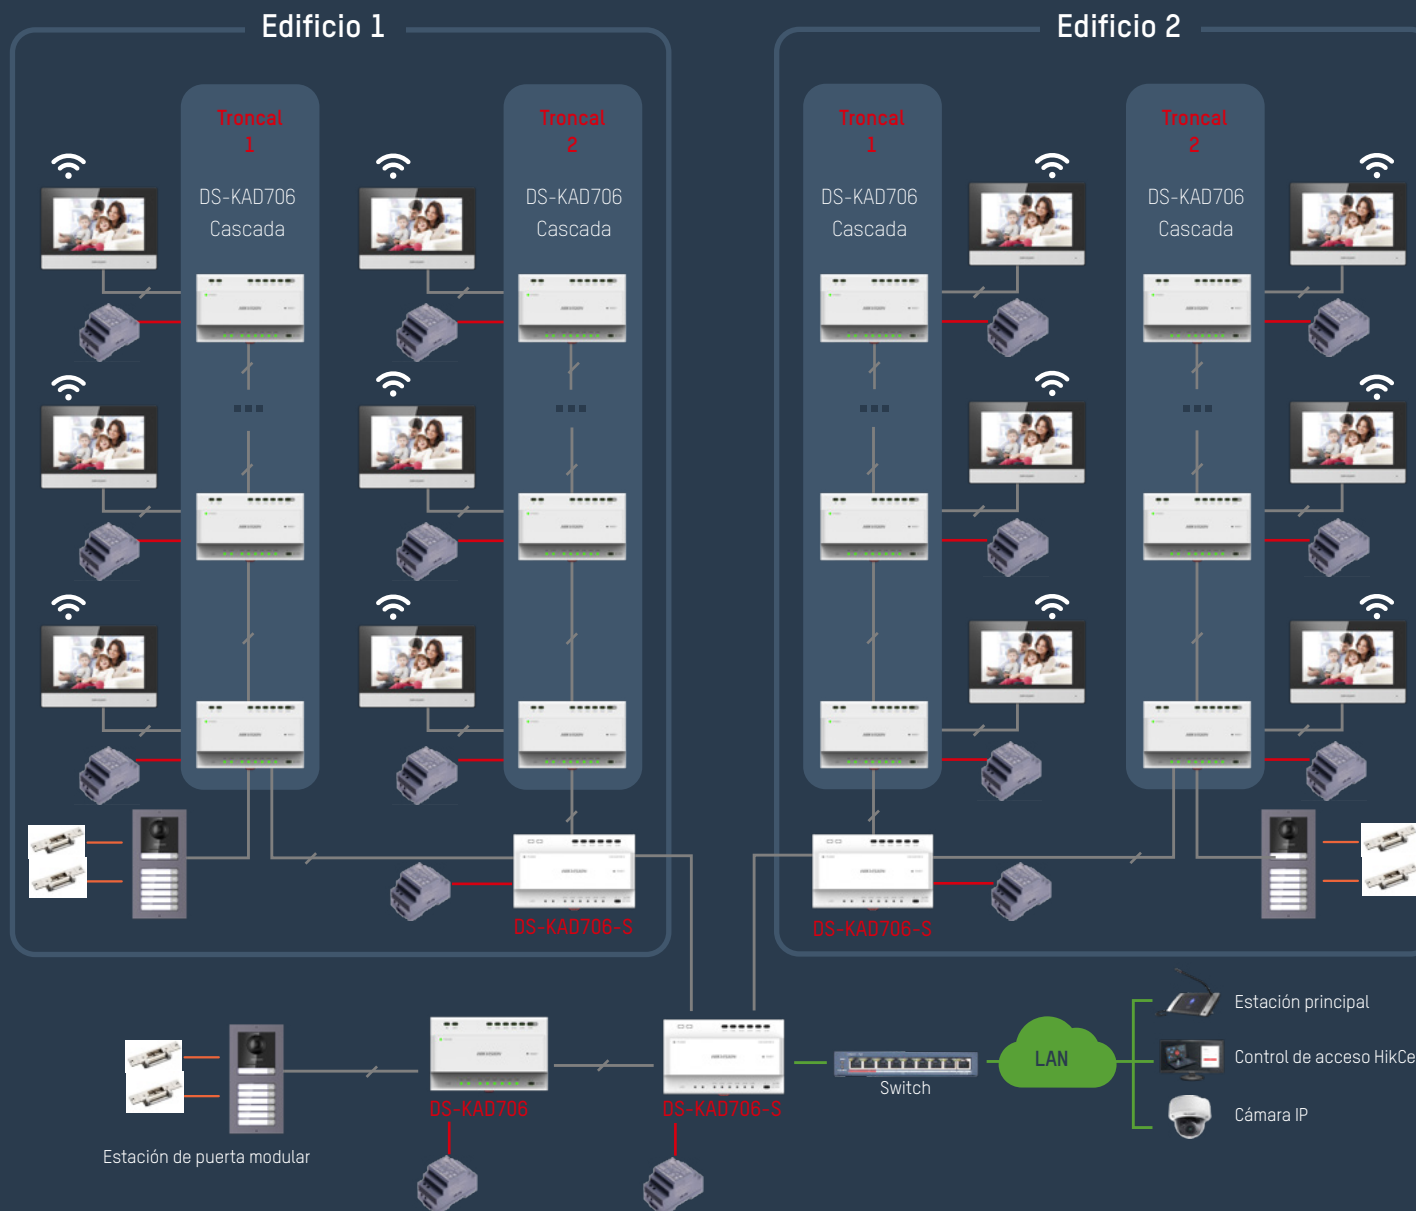 Edificio 1
Edificio 2
Troncal
1
Troncal
2
Troncal
1
Troncal
2
DS-KAD706
Cascada
DS-KAD706
Cascada
DS-KAD706
Cascada
DS-KAD706
Cascada
DS-KAD706-S
DS-KAD706-S
DS-KAD706
DS-KAD706-S
Switch
LAN
Estación principal
Control de acceso HikCe
Cámara IP
Estación de puerta modular